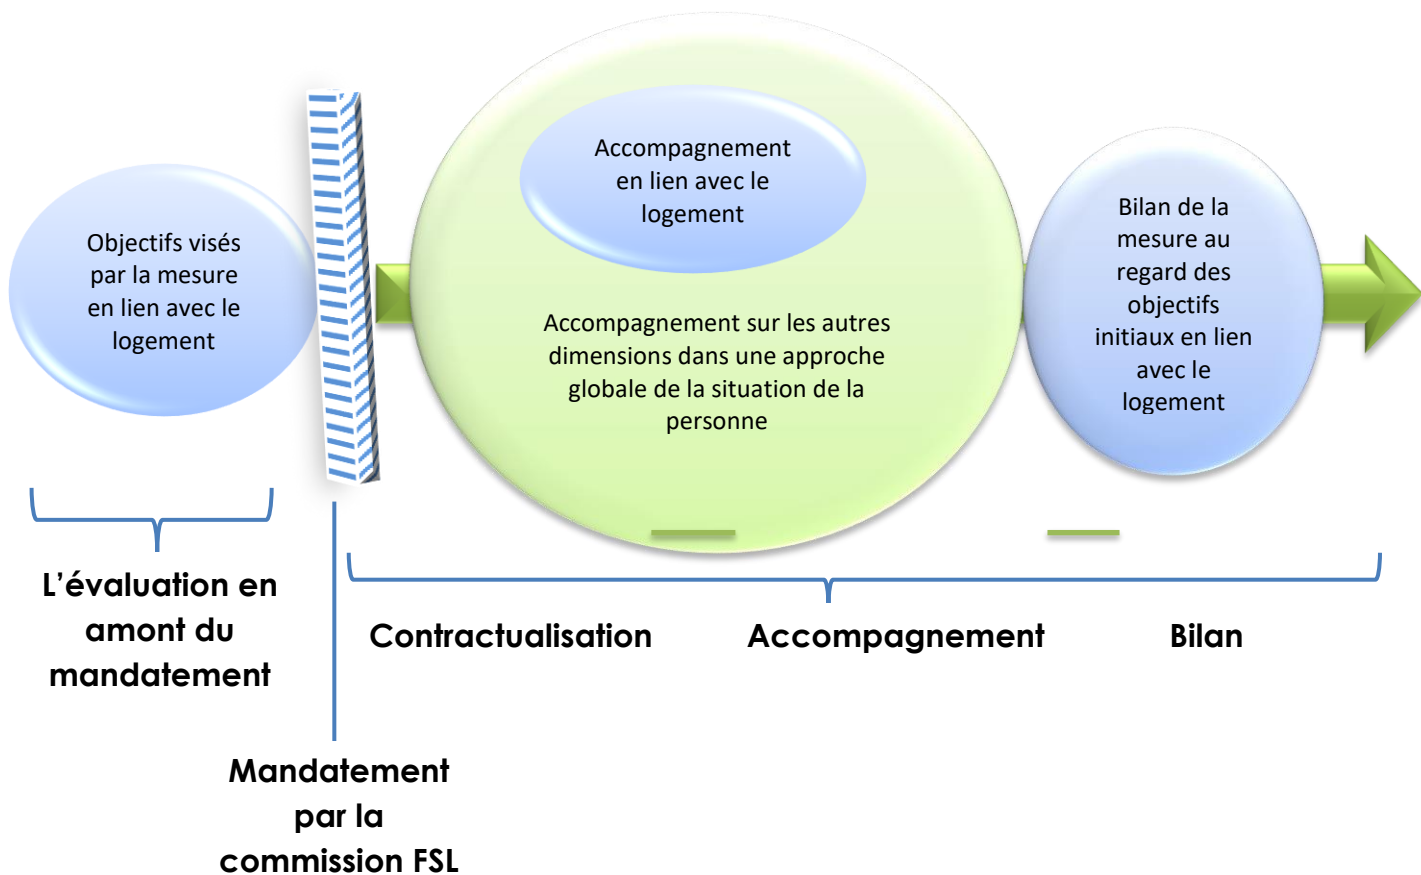 Objectifs visés
par la mesure
en lien avec le
logement
Accompagnement
en lien avec le
logement
Accompagnement sur les autres
dimensions dans une approche
globale de la situation de la
personne
Bilan de la
mesure au
regard des
objectifs
initiaux en lien
avec le
logement
L’évaluation en
amont du
mandatement
Mandatement
par la
commission FSL
Contractualisation
Accompagnement
Bilan